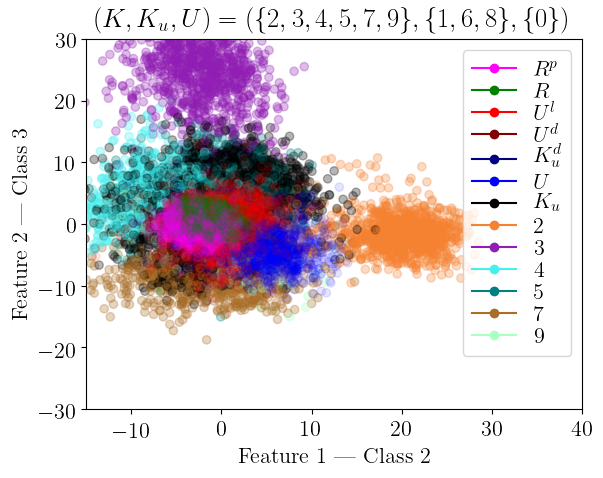 (K, K_u, U) = ({2, 3, 4, 5, 7, 9}, {1, 6, 8}, {0})
30
20
10
0
−10
−20
−30
Feature 2 — Class 3
R^p
R
U^l
U^d
K_u^d
U
K_u
2
3
4
5
7
9
−10
0
10
20
30
40
Feature 1 — Class 2